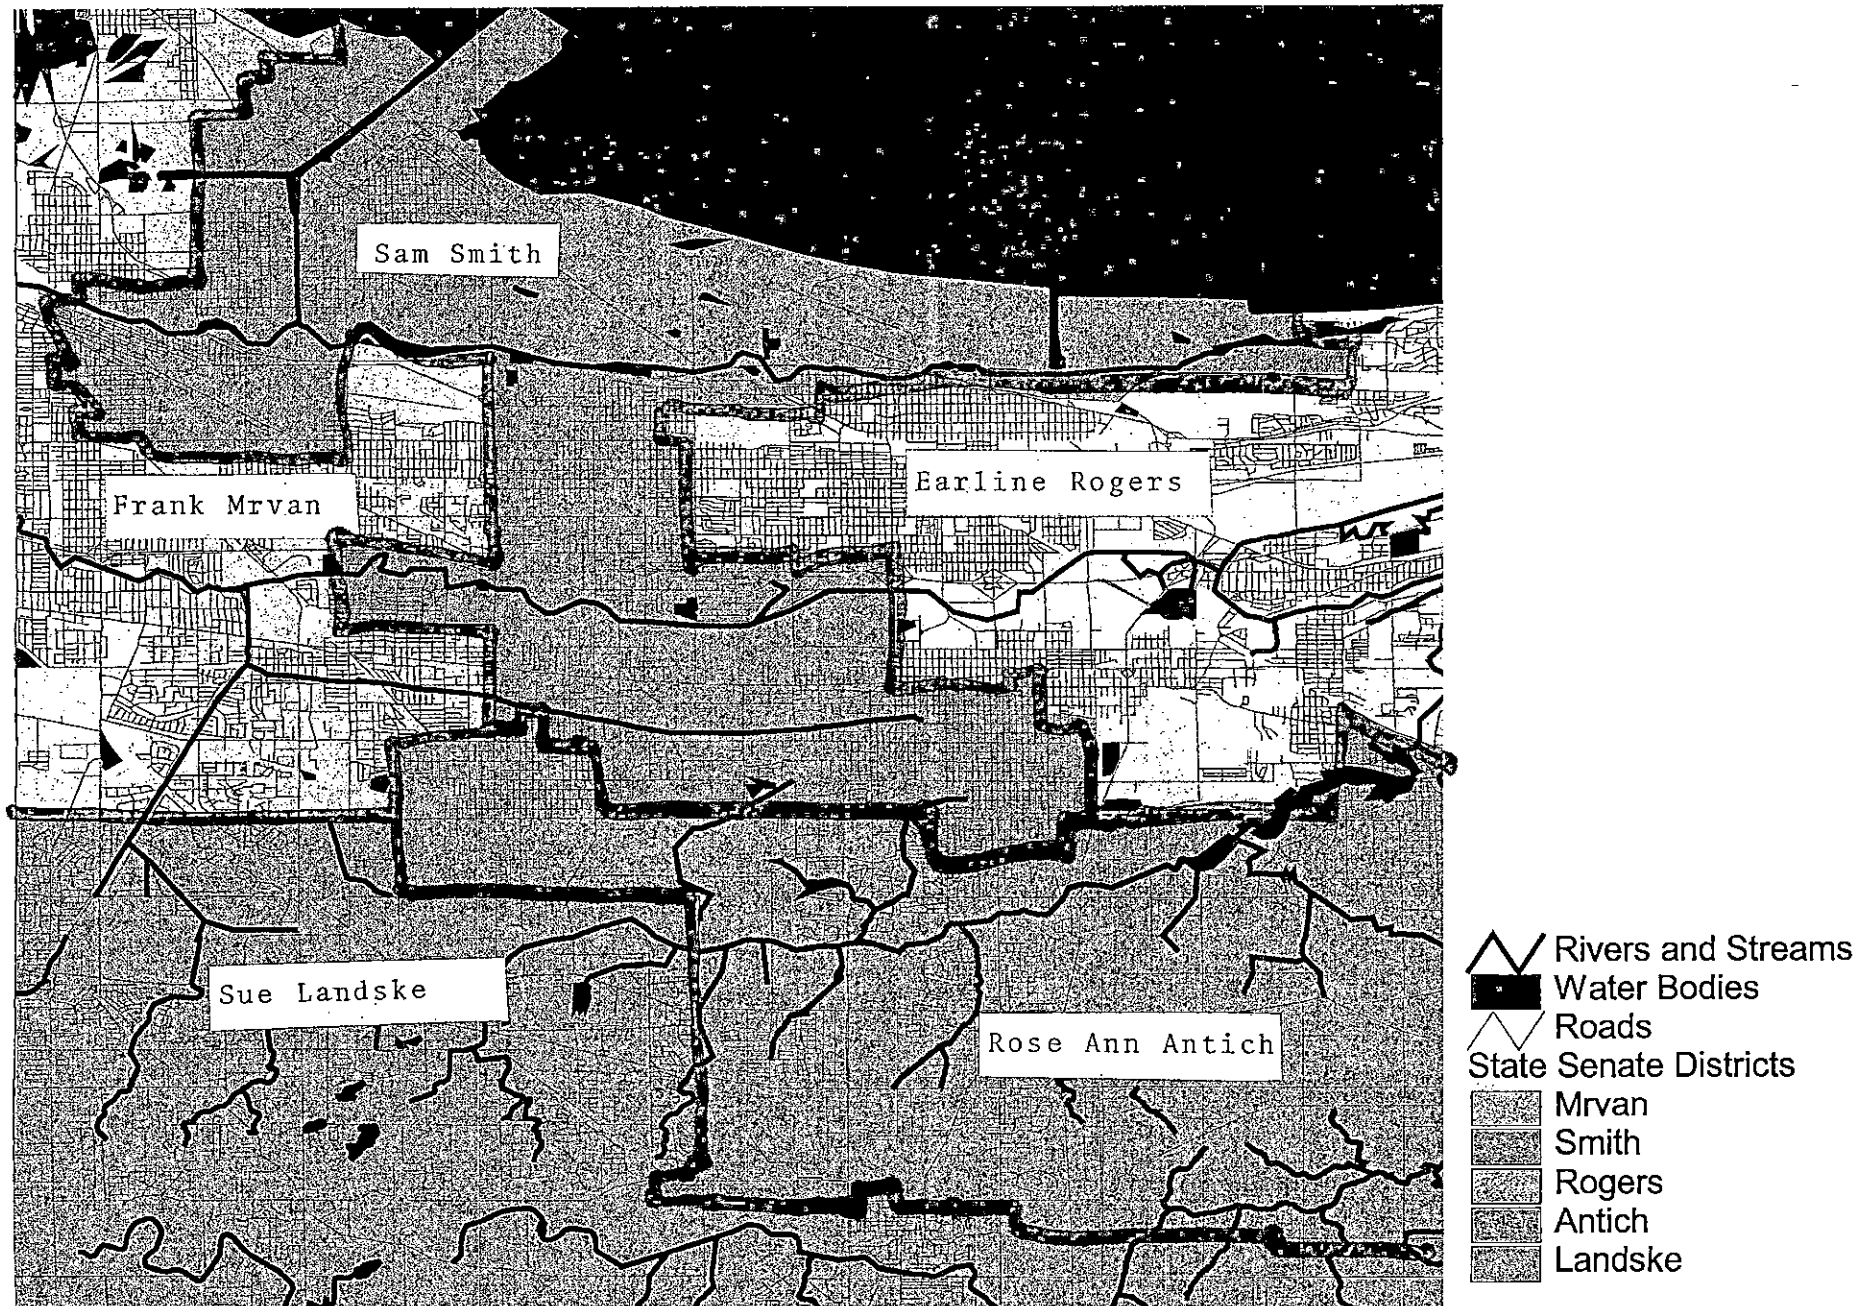 Sam Smith
Frank Mrvan
Earline Rogers
Sue Landske
Rose Ann Antich
Rivers and Streams
Water Bodies
Roads
State Senate Districts
Mrvan
Smith
Rogers
Antich
Landske